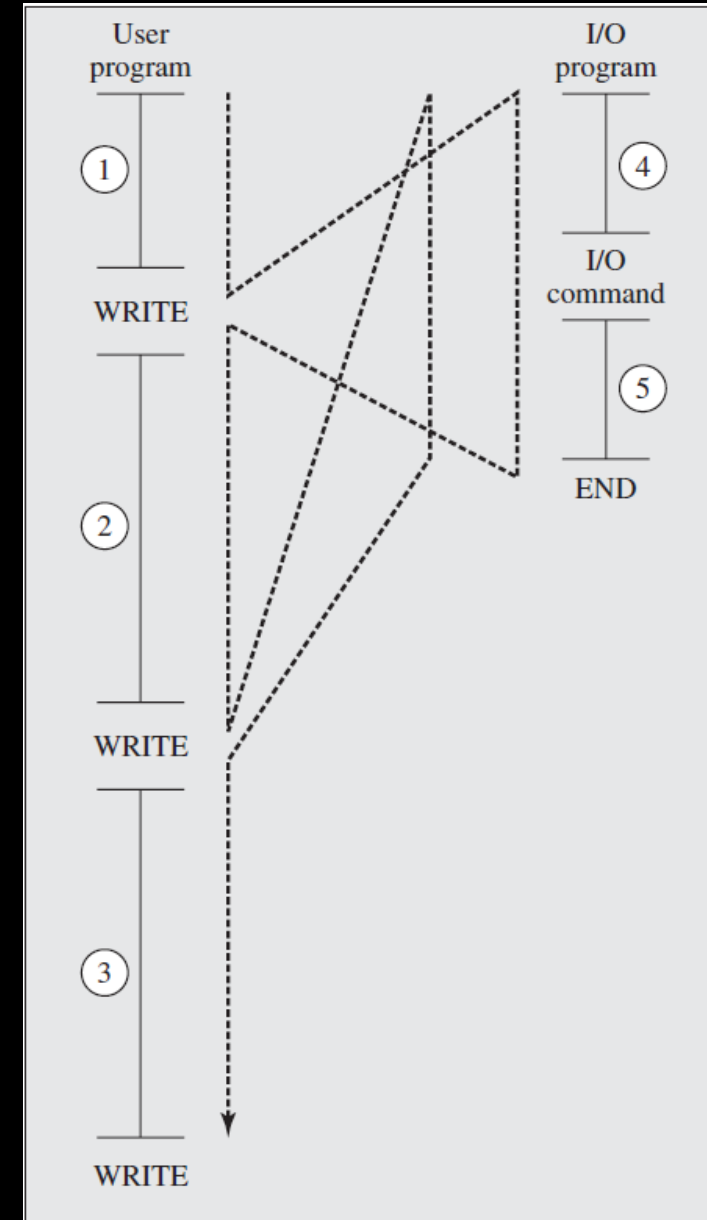 User
program
1
WRITE
2
WRITE
3
WRITE
I/O
program
4
I/O
command
5
END